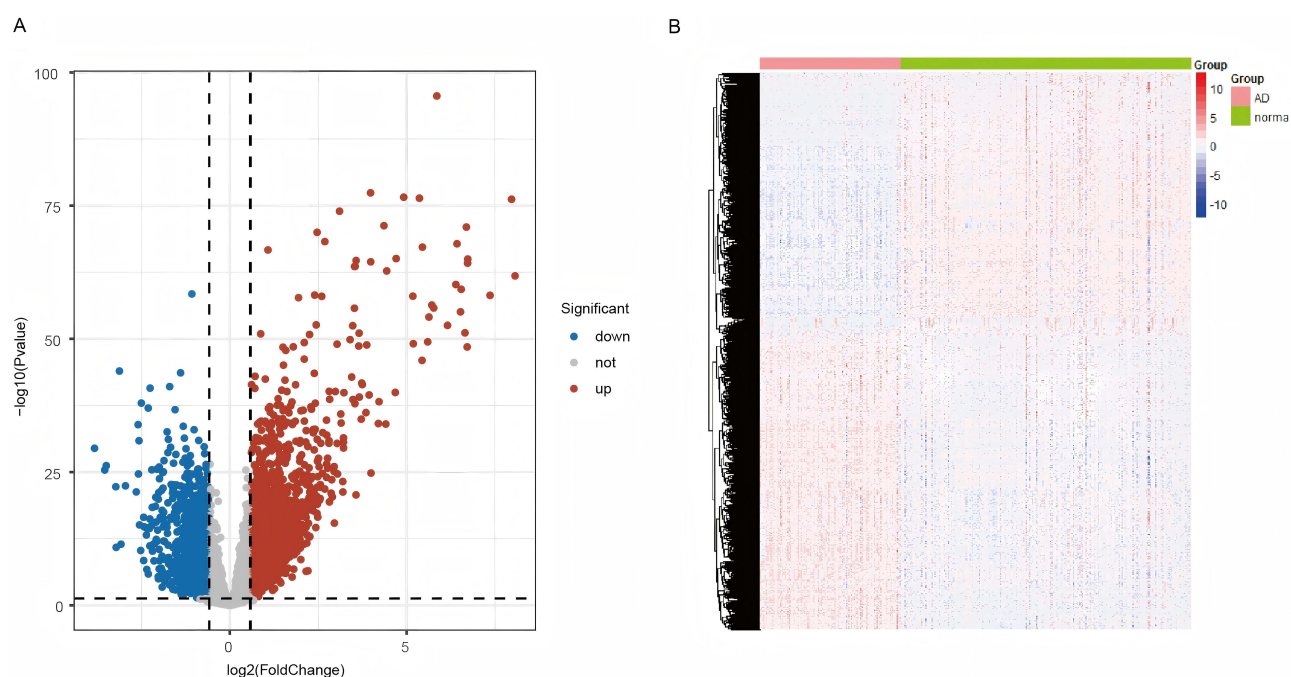 A
B
100
75
50
25
0
−log10(Pvalue)
0
5
log2(FoldChange)
Significant
down
not
up
Group
10
5
0
-5
-10
Group
AD
norma